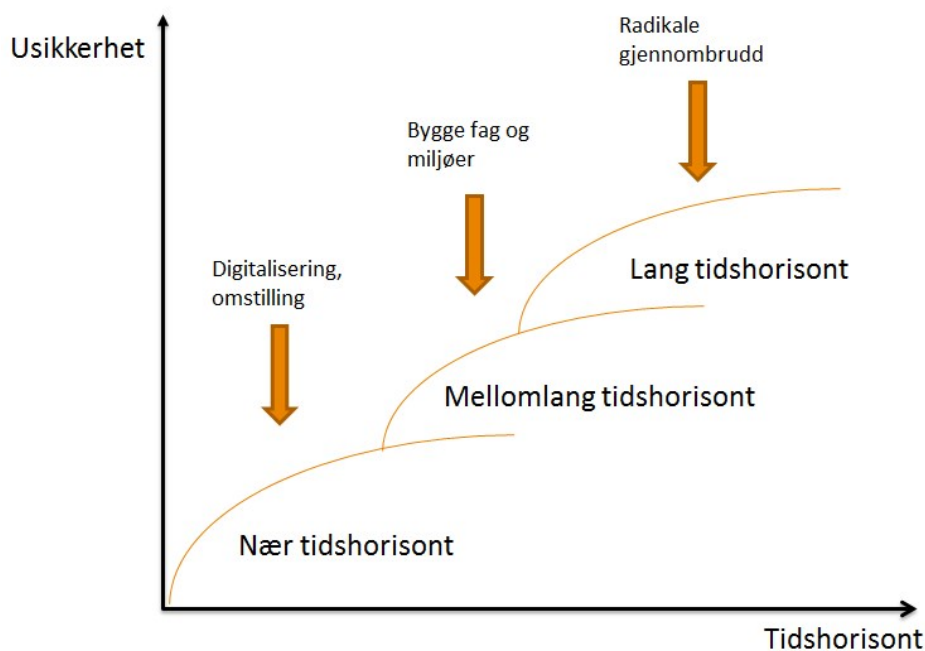 Usikkerhet
Radikale
gjennombrudd
Bygge fag og
miljøer
Digitalisering,
omstilling
Lang tidshorisont
Mellomlang tidshorisont
Nær tidshorisont
Tidshorisont